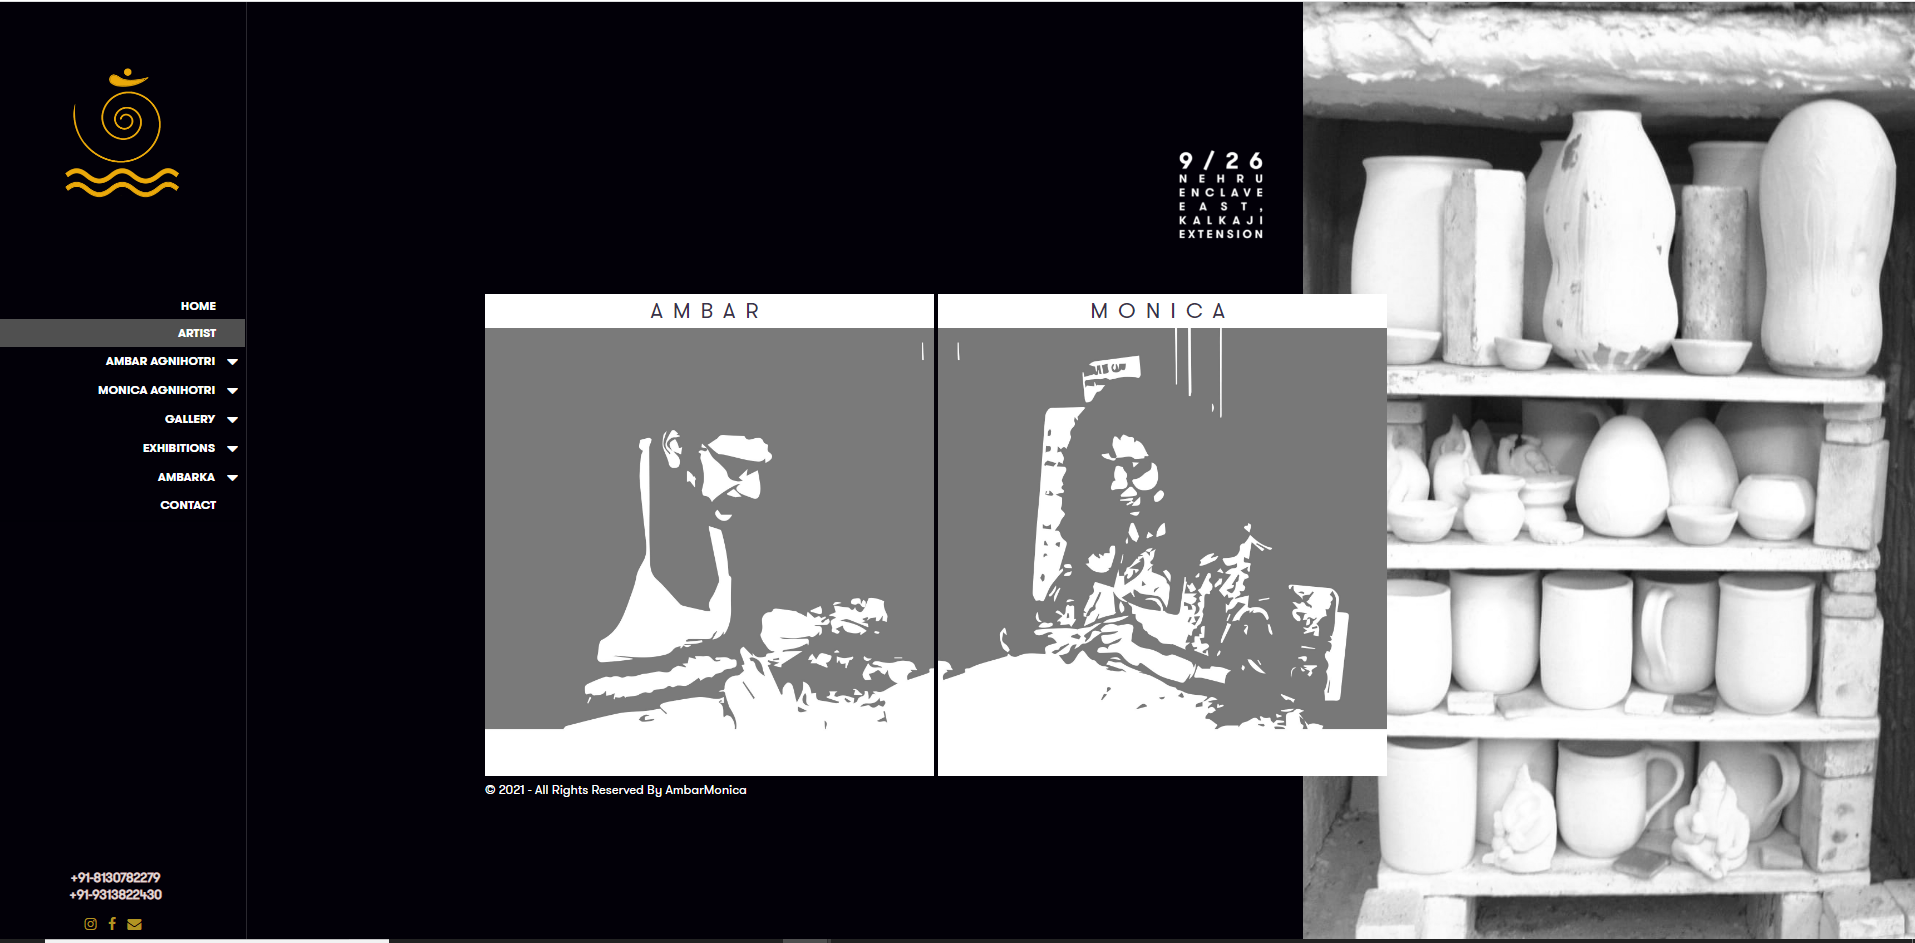 9/26
NEHRU
ENCLAVE
EAST,
KALKAJI
EXTENSION
HOME
ARTIST
AMBAR AGNIHOTRI
MONICA AGNIHOTRI
GALLERY
EXHIBITIONS
AMBARKA
CONTACT
AMBAR
MONICA
© 2021 - All Rights Reserved By AmbarMonica
+91-8130782279
+91-9313822430